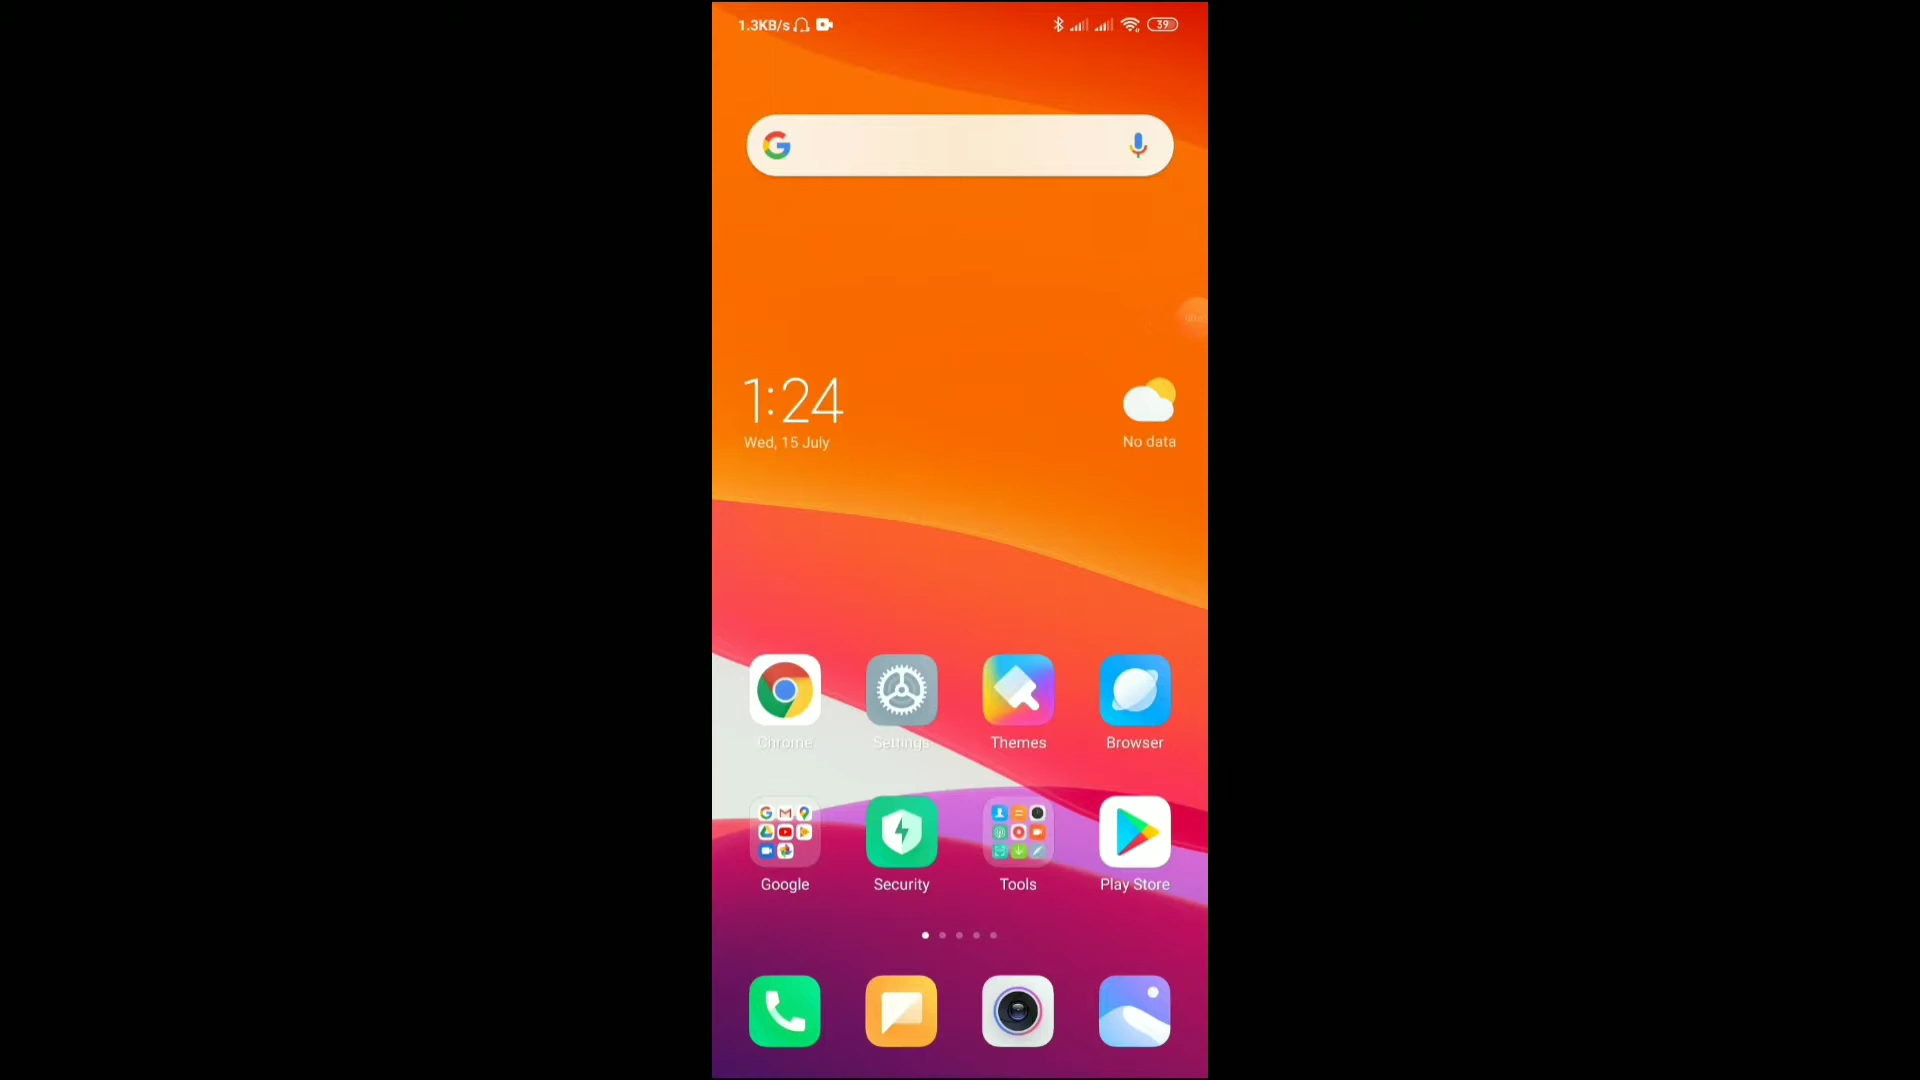 1.3KB/s 39
1:24
Wed, 15 July
No data
Chrome Settings Themes Browser
Google Security Tools Play Store